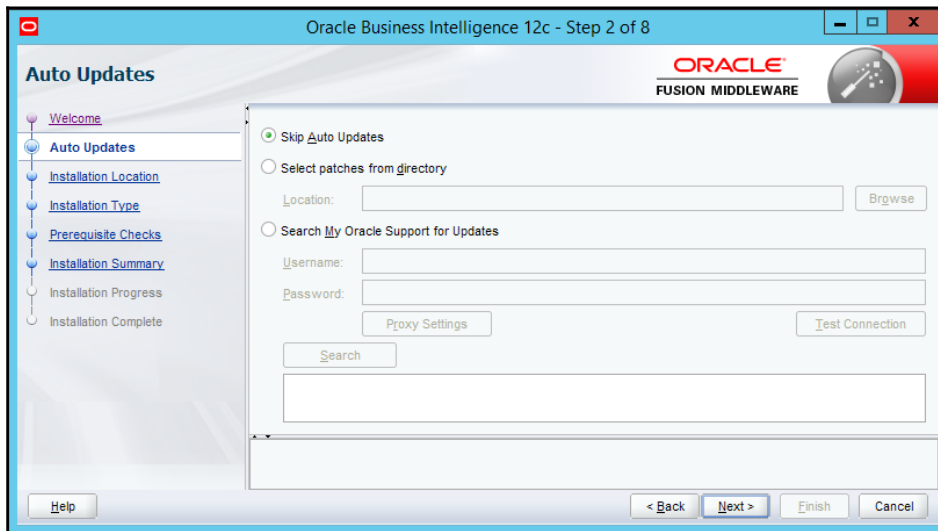 Oracle Business Intelligence 12c - Step 2 of 8
Auto Updates
ORACLE
FUSION MIDDLEWARE
Welcome
Auto Updates
Installation Location
Installation Type
Prerequisite Checks
Installation Summary
Installation Progress
Installation Complete
Skip Auto Updates
Select patches from directory
Location:
Browse
Search My Oracle Support for Updates
Username:
Password:
Proxy Settings
Test Connection
Search
Help
< Back
Next >
Finish
Cancel